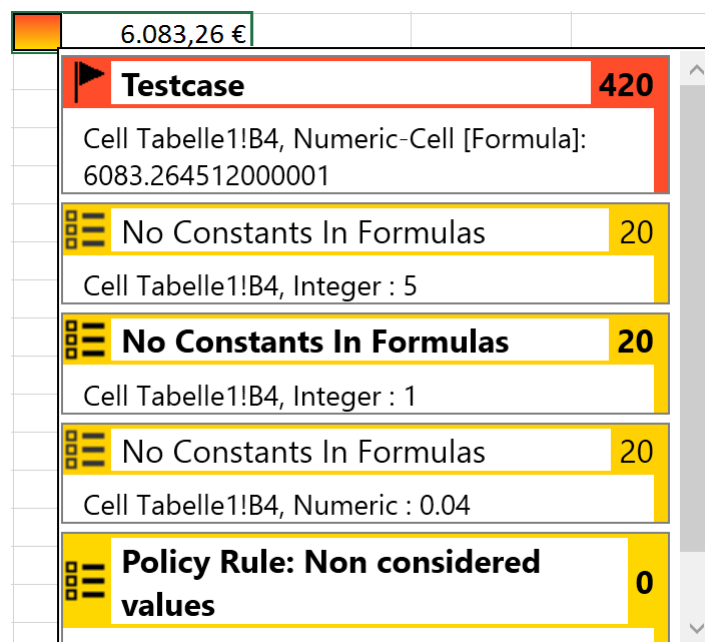 6.083,26 €
Testcase 420
Cell Tabelle1!B4, Numeric-Cell [Formula]:
6083.264512000001
No Constants In Formulas 20
Cell Tabelle1!B4, Integer : 5
No Constants In Formulas 20
Cell Tabelle1!B4, Integer : 1
No Constants In Formulas 20
Cell Tabelle1!B4, Numeric : 0.04
Policy Rule: Non considered
values 0